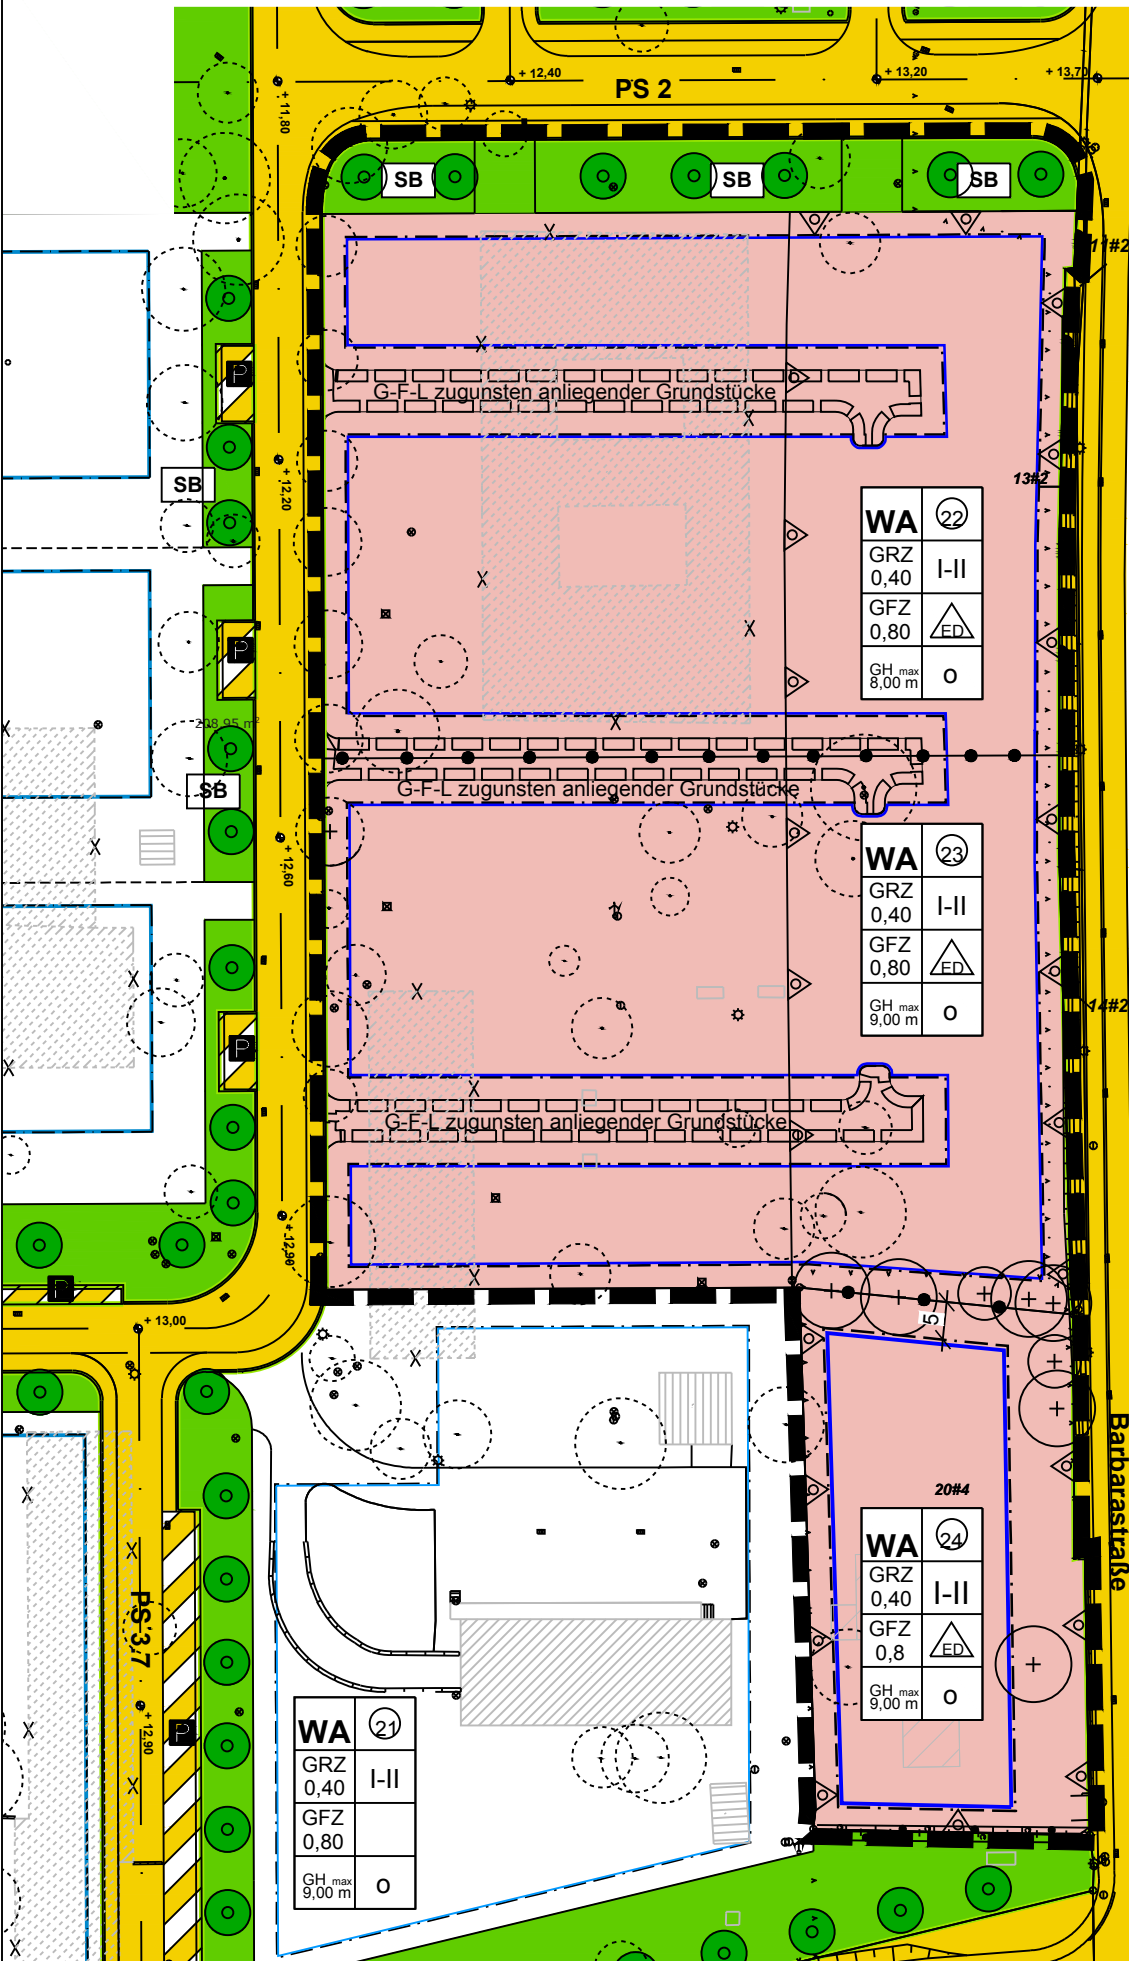 + 12,40
+ 13,20
+ 13,70
PS 2
+ 11,80
SB
SB
SB
11#2
P
G-F-L zugunsten anliegender Grundstücke
+ 12,20
SB
13#2
WA 22
GRZ 0,40 I-II
GFZ 0,80 ED
GH max 8,00 m o
P
208,95 m²
SB
G-F-L zugunsten anliegender Grundstücke
+ 12,60
WA 23
GRZ 0,40 I-II
GFZ 0,80 ED
GH max 9,00 m o
14#2
P
G-F-L zugunsten anliegender Grundstücke
+ 12,90
P
+ 13,00
5
Barbarastraße
20#4
WA 24
GRZ 0,40 I-II
GFZ 0,8 ED
GH max 9,00 m o
PS 3.7
+ 12,90
P
WA 21
GRZ 0,40 I-II
GFZ 0,80
GH max 9,00 m o